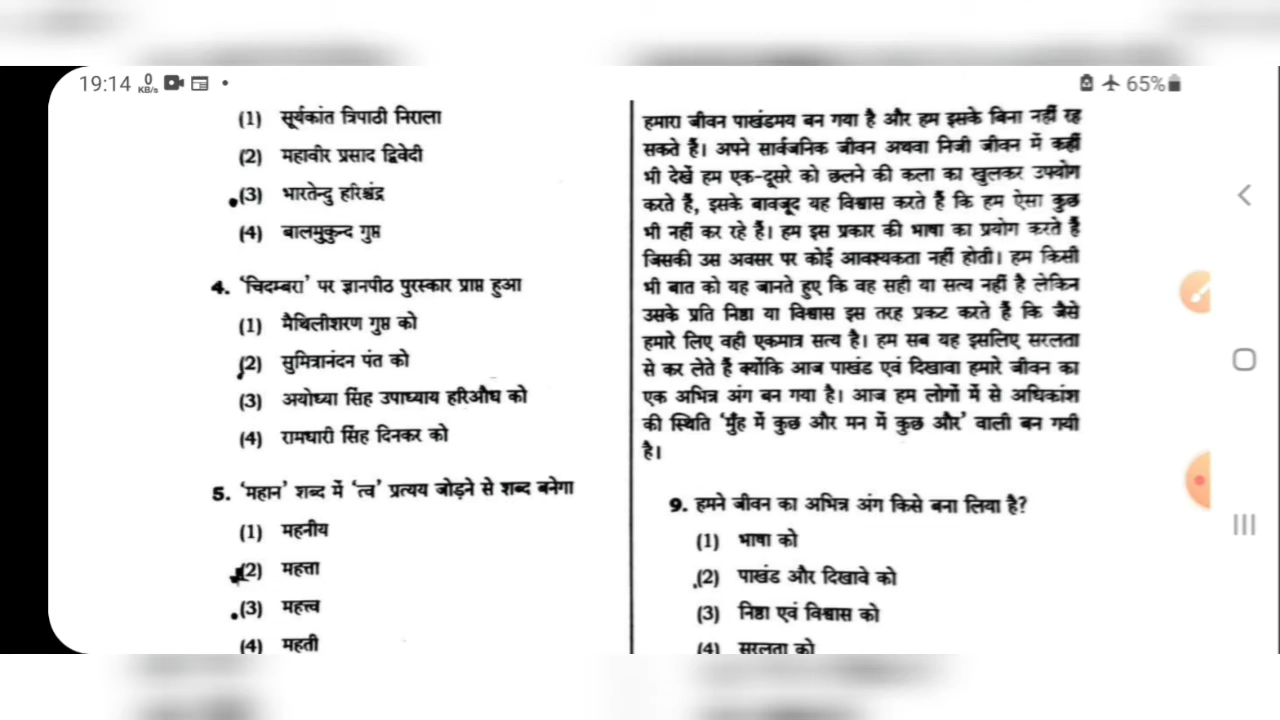 19:14 0 KB/s
65%
(1) सूर्यकांत त्रिपाठी निराला
(2) महावीर प्रसाद द्विवेदी
(3) भारतेन्दु हरिश्चंद्र
(4) बालमुकुन्द गुप्त
4. 'चिदम्बरा' पर ज्ञानपीठ पुरस्कार प्राप्त हुआ
(1) मैथिलीशरण गुप्त को
(2) सुमित्रानंदन पंत को
(3) अयोध्या सिंह उपाध्याय हरिऔध को
(4) रामधारी सिंह दिनकर को
5. 'महान' शब्द में 'त्व' प्रत्यय जोड़ने से शब्द बनेगा
(1) महनीय
(2) महत्ता
(3) महत्त्व
(4) महती
हमारा जीवन पाखंडमय बन गया है और हम इसके बिना नहीं रह
सकते हैं। अपने सार्वजनिक जीवन अथवा निजी जीवन में कहीं
भी देखें हम एक-दूसरे को छलने की कला का खुलकर उपयोग
करते हैं, इसके बावजूद यह विश्वास करते हैं कि हम ऐसा कुछ
भी नहीं कर रहे हैं। हम इस प्रकार की भाषा का प्रयोग करते हैं
जिसकी उस अवसर पर कोई आवश्यकता नहीं होती। हम किसी
भी बात को यह जानते हुए कि वह सही या सत्य नहीं है लेकिन
उसके प्रति निष्ठा या विश्वास इस तरह प्रकट करते हैं कि जैसे
हमारे लिए वही एकमात्र सत्य है। हम सब यह इसलिए सरलता
से कर लेते हैं क्योंकि आज पाखंड एवं दिखावा हमारे जीवन का
एक अभिन्न अंग बन गया है। आज हम लोगों में से अधिकांश
की स्थिति 'मुँह में कुछ और मन में कुछ और' वाली बन गयी
है।
9. हमने जीवन का अभिन्न अंग किसे बना लिया है?
(1) भाषा को
(2) पाखंड और दिखावे को
(3) निष्ठा एवं विश्वास को
(4) सरलता को